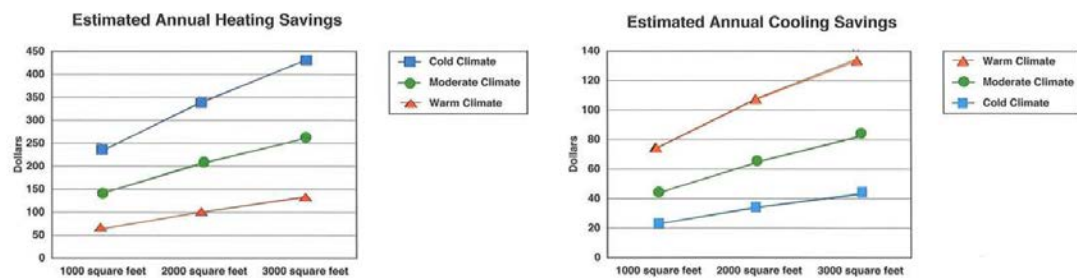 Estimated Annual Heating Savings
450
400
350
300
250
200
150
100
50
0
Dollars
1000 square feet 2000 square feet 3000 square feet
Cold Climate
Moderate Climate
Warm Climate
Estimated Annual Cooling Savings
140
120
100
80
60
40
20
0
Dollars
1000 square feet 2000 square feet 3000 square feet
Warm Climate
Moderate Climate
Cold Climate